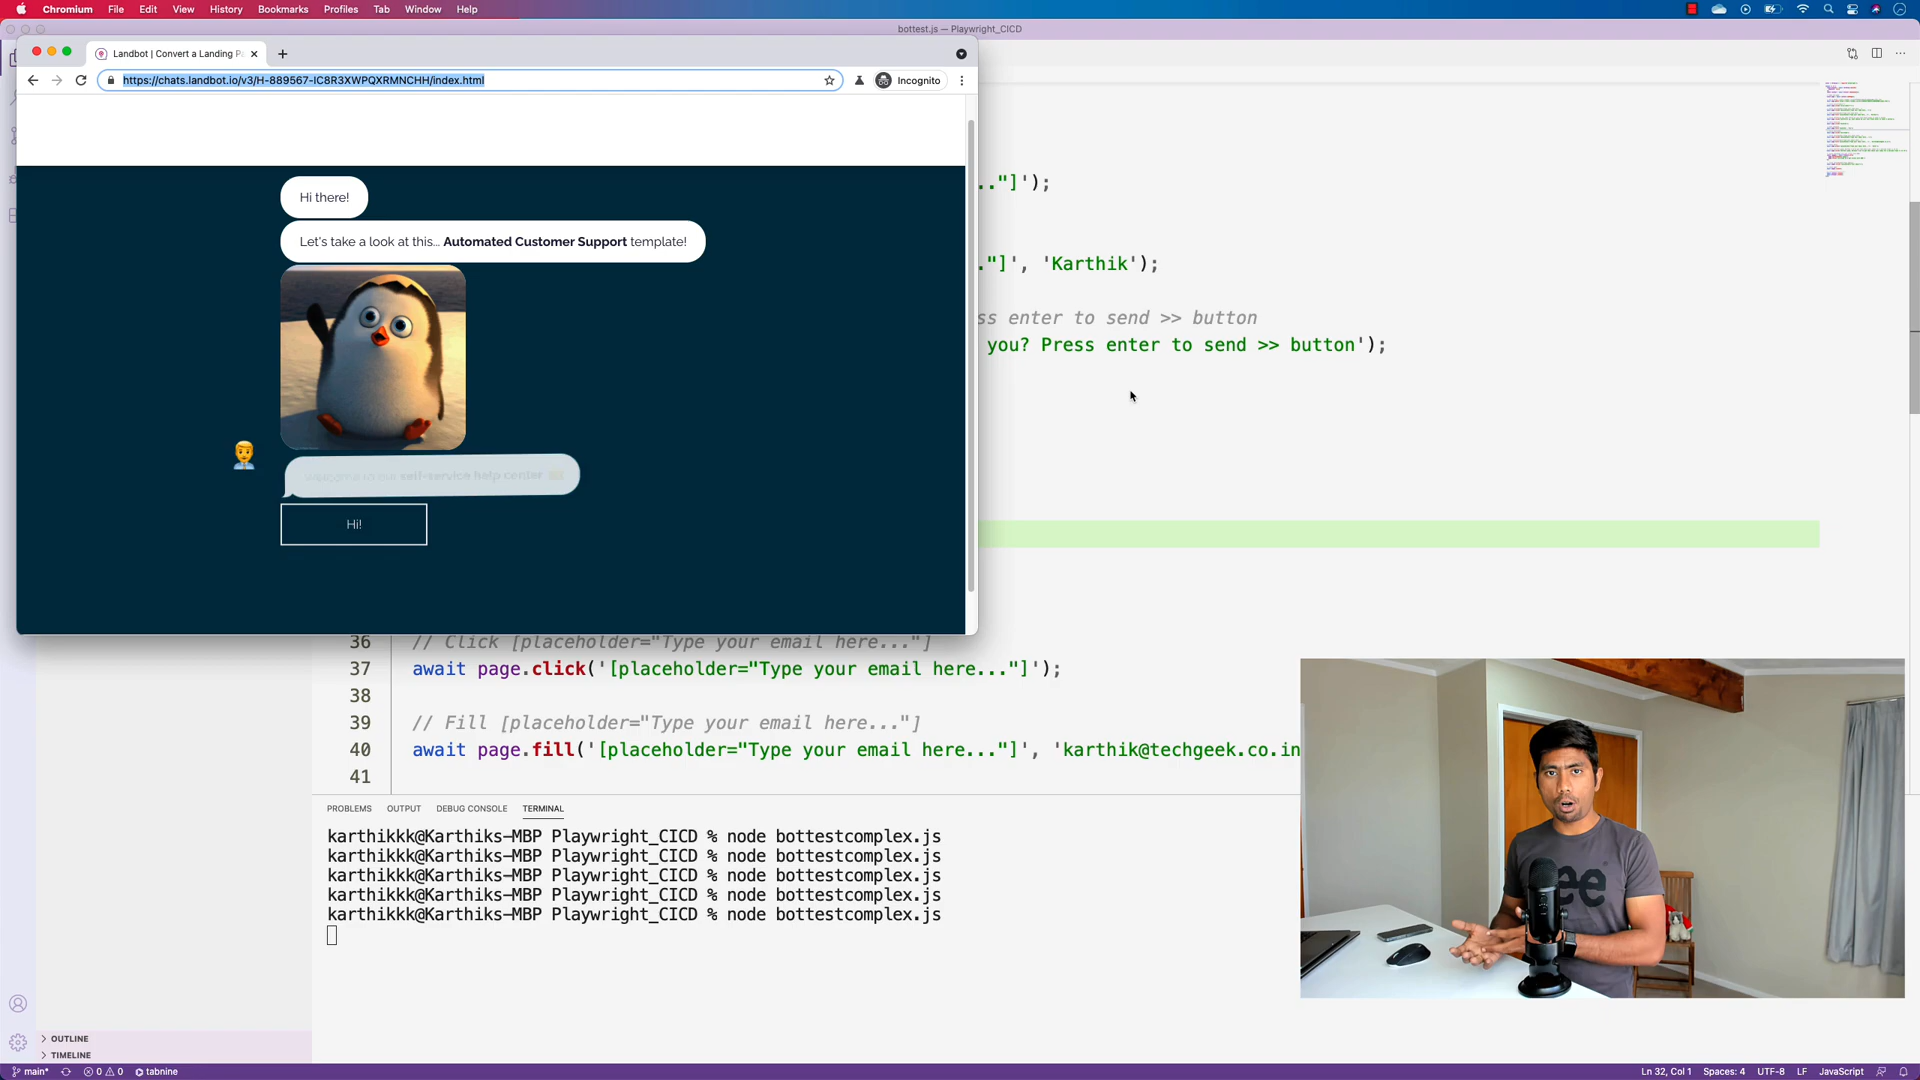 Chromium File Edit View History Bookmarks Profiles Tab Window Help
bottest.js — Playwright_CICD
Landbot | Convert a Landing P
https://chats.landbot.io/v3/H-889567-IC8R3XWPQXRMNCHH/index.html
Incognito
Hi there!
Let's take a look at this... Automated Customer Support template!
self-service help center
Hi!
.."]');
."]', 'Karthik');
ss enter to send >> button
you? Press enter to send >> button');
36 // Click [placeholder="Type your email here..."]
37 await page.click('[placeholder="Type your email here..."]');
38
39 // Fill [placeholder="Type your email here..."]
40 await page.fill('[placeholder="Type your email here..."]', 'karthik@techgeek.co.in
41
PROBLEMS OUTPUT DEBUG CONSOLE TERMINAL
karthikkk@Karthiks-MBP Playwright_CICD % node bottestcomplex.js
karthikkk@Karthiks-MBP Playwright_CICD % node bottestcomplex.js
karthikkk@Karthiks-MBP Playwright_CICD % node bottestcomplex.js
karthikkk@Karthiks-MBP Playwright_CICD % node bottestcomplex.js
karthikkk@Karthiks-MBP Playwright_CICD % node bottestcomplex.js
ee
OUTLINE
TIMELINE
main* 0 0 tabnine Ln 32, Col 1 Spaces: 4 UTF-8 LF JavaScript